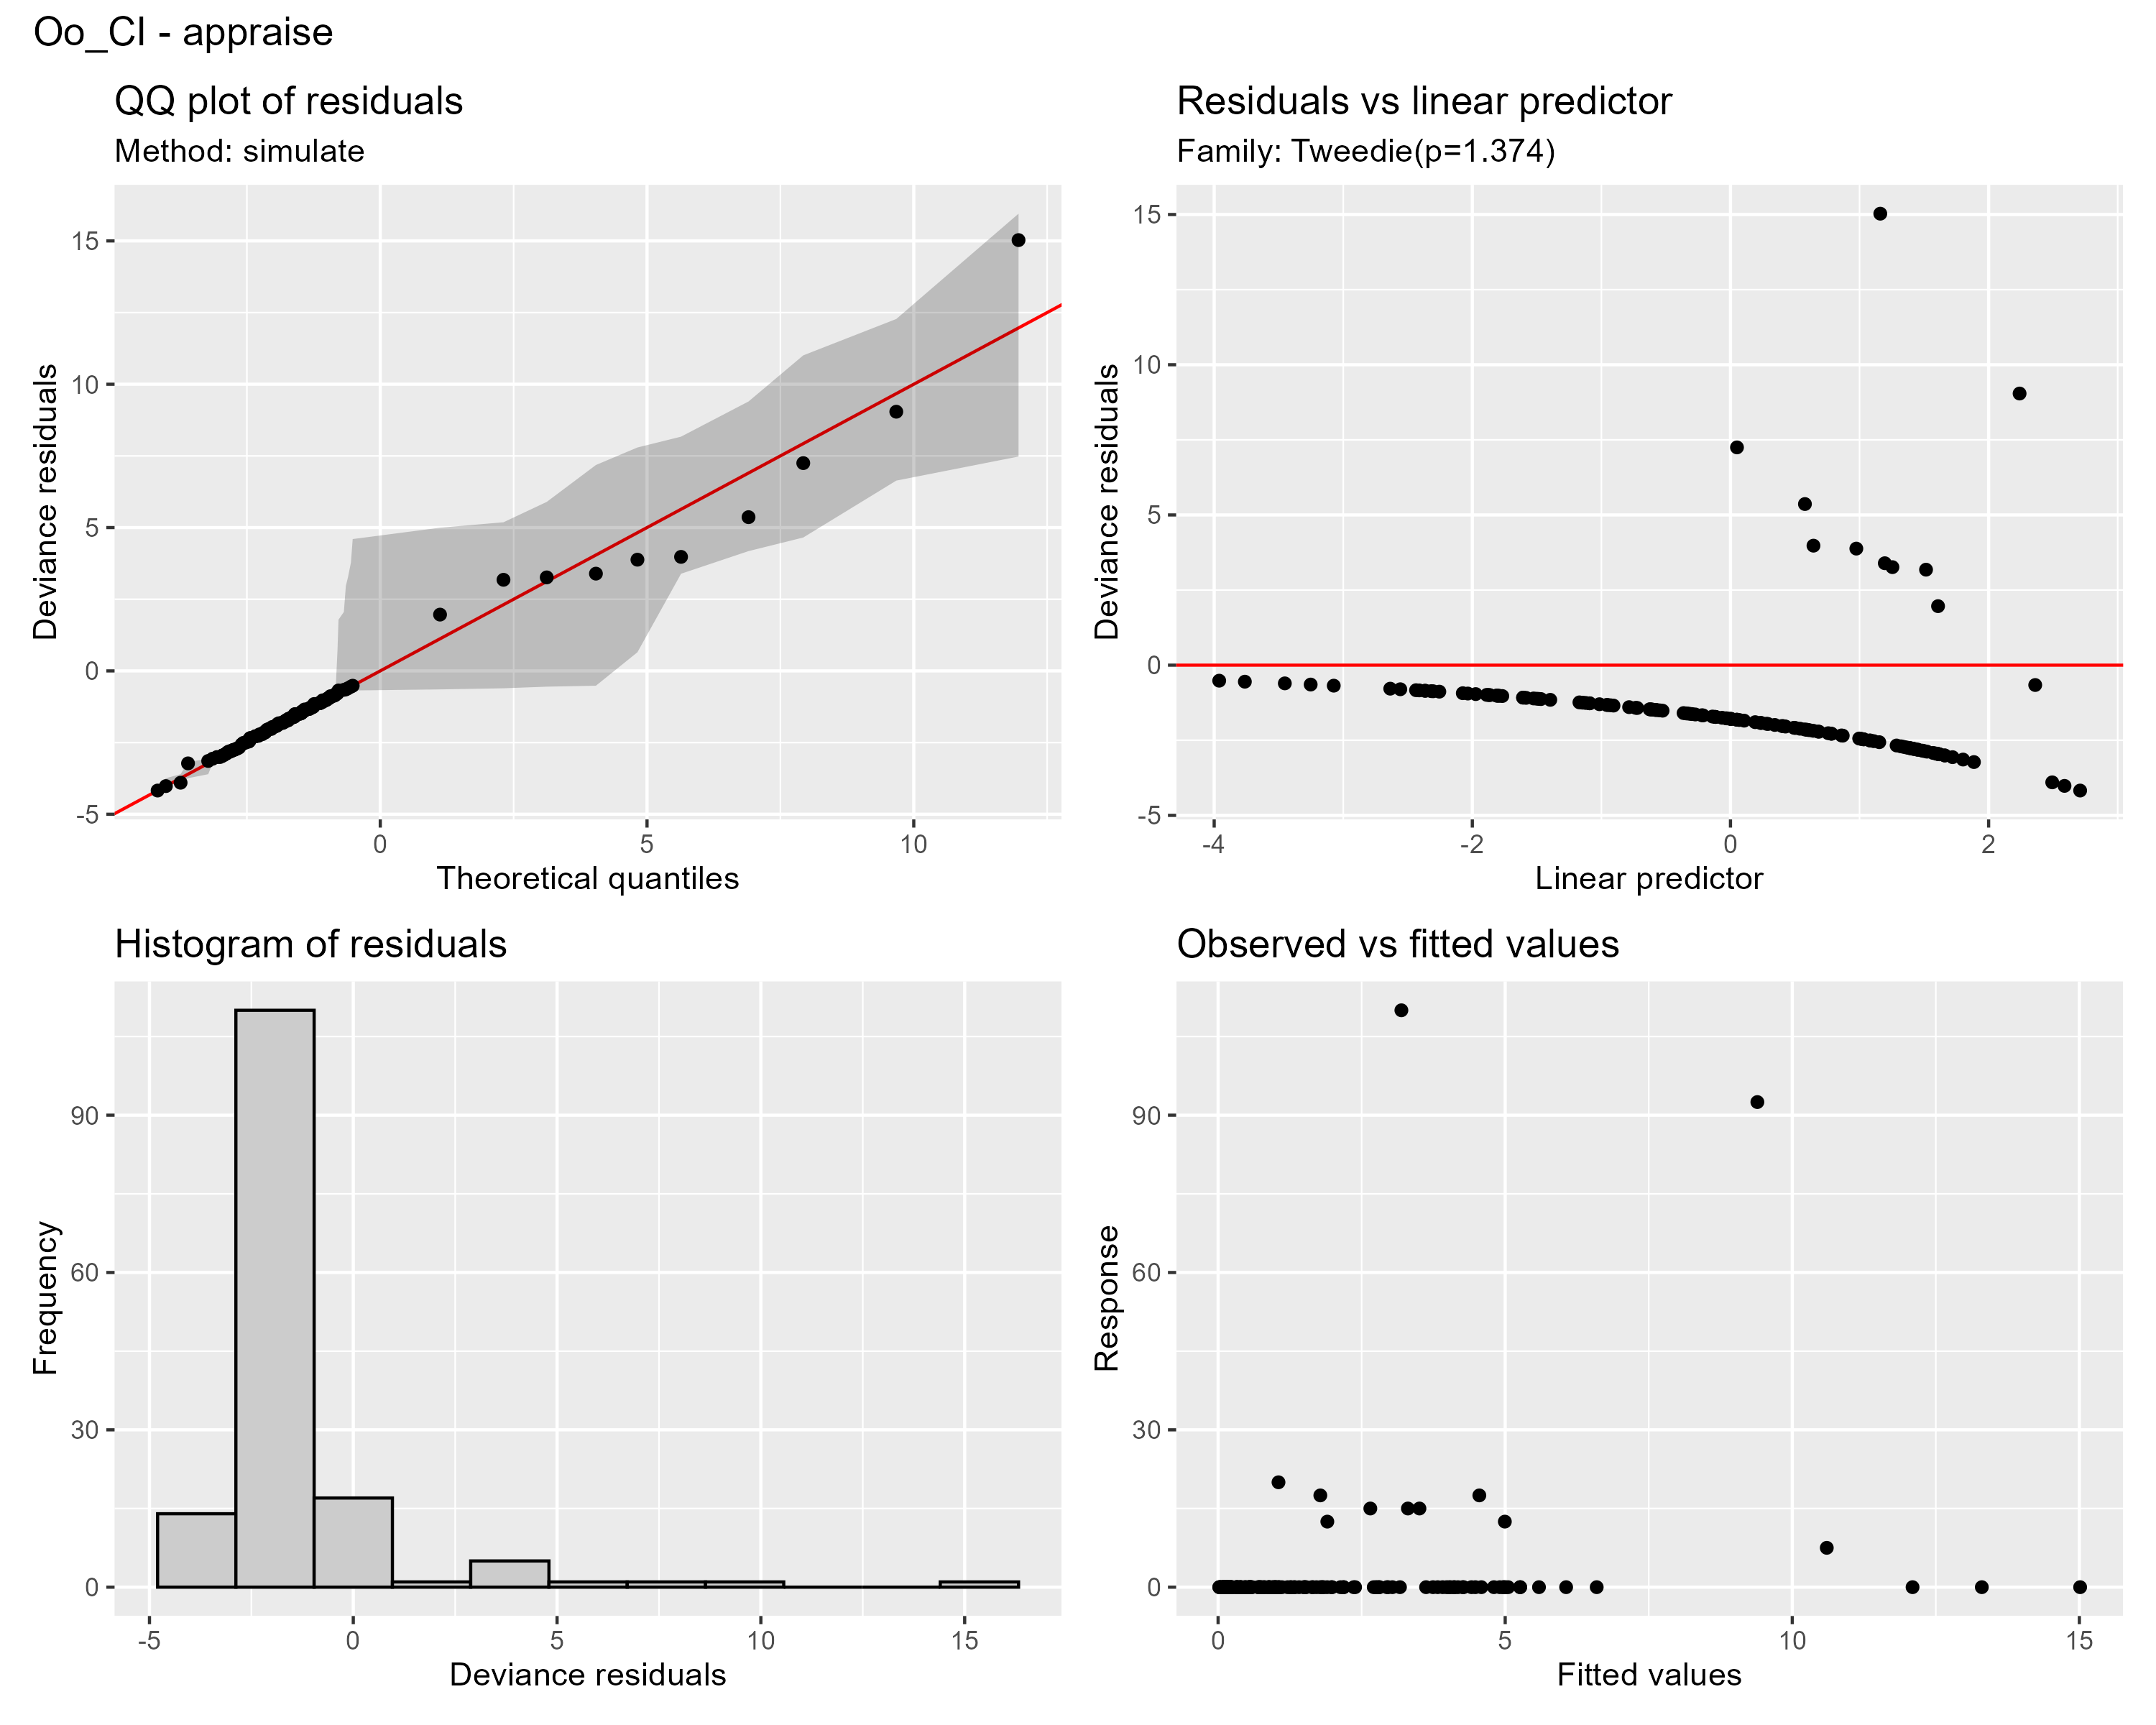 Oo_CI - appraise
QQ plot of residuals
Method: simulate
15
10
5
0
-5
Deviance residuals
0
5
10
Theoretical quantiles
Residuals vs linear predictor
Family: Tweedie(p=1.374)
15
10
5
0
-5
Deviance residuals
-4
-2
0
2
Linear predictor
Histogram of residuals
90
60
30
0
Frequency
-5
0
5
10
15
Deviance residuals
Observed vs fitted values
90
60
30
0
Response
0
5
10
15
Fitted values